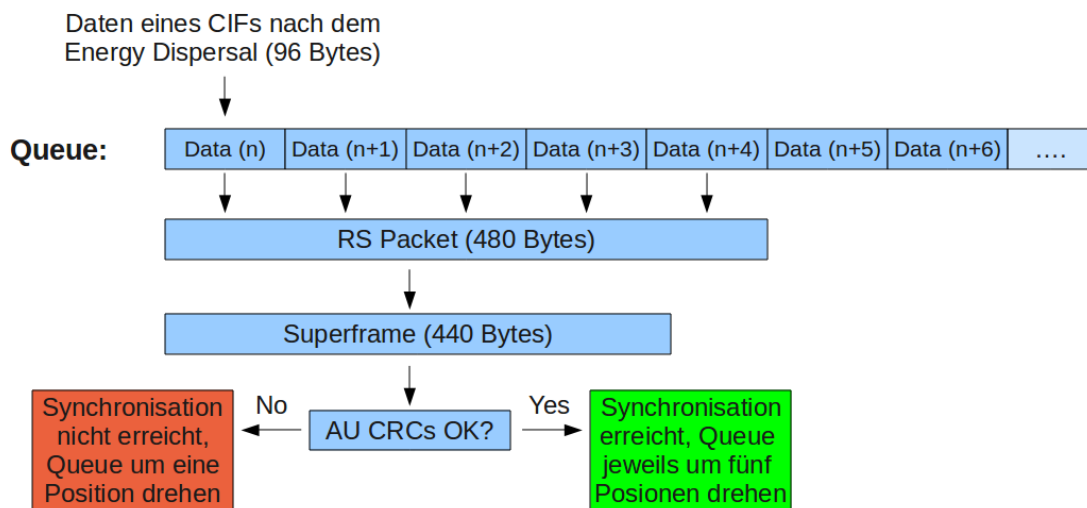 Daten eines CIFs nach dem
Energy Dispersal (96 Bytes)
Queue:
Data (n)
Data (n+1)
Data (n+2)
Data (n+3)
Data (n+4)
Data (n+5)
Data (n+6)
....
RS Packet (480 Bytes)
Superframe (440 Bytes)
Synchronisation
nicht erreicht,
Queue um eine
Position drehen
No
AU CRCs OK?
Yes
Synchronisation
erreicht, Queue
jeweils um fünf
Posionen drehen